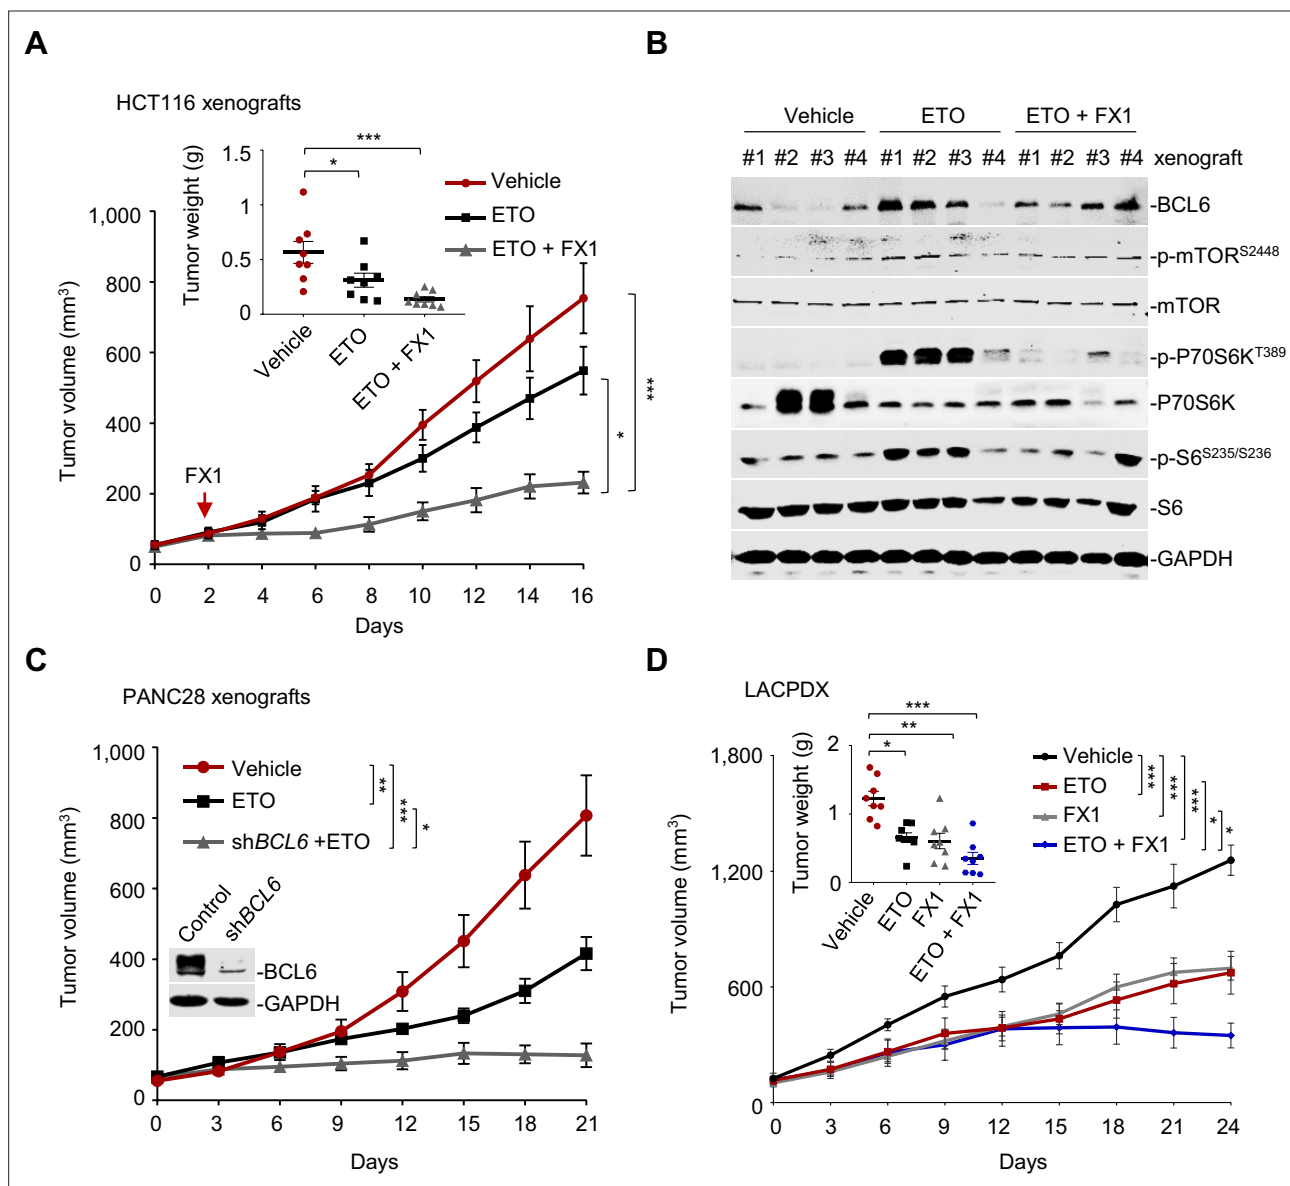 A
HCT116 xenografts
Tumor volume (mm³)
1,000
800
600
400
200
0
0 2 4 6 8 10 12 14 16
Days
FX1
Tumor weight (g)
1.5
1
0.5
0
*
***
Vehicle
ETO
ETO + FX1
Vehicle
ETO
ETO + FX1
***
*
B
Vehicle ETO ETO + FX1
#1 #2 #3 #4 #1 #2 #3 #4 #1 #2 #3 #4 xenograft
-BCL6
-p-mTOR^S2448
-mTOR
-p-P70S6K^T389
-P70S6K
-p-S6^S235/S236
-S6
-GAPDH
C
PANC28 xenografts
Tumor volume (mm³)
1,000
800
600
400
200
0
0 3 6 9 12 15 18 21
Days
Vehicle
ETO
shBCL6 +ETO
**
***
*
Control
shBCL6
-BCL6
-GAPDH
D
LACPDX
Tumor volume (mm³)
1,800
1,200
600
0
0 3 6 9 12 15 18 21 24
Days
Tumor weight (g)
2
1
0
***
**
*
Vehicle
ETO
FX1
ETO + FX1
Vehicle
ETO
FX1
ETO + FX1
***
***
***
*
*